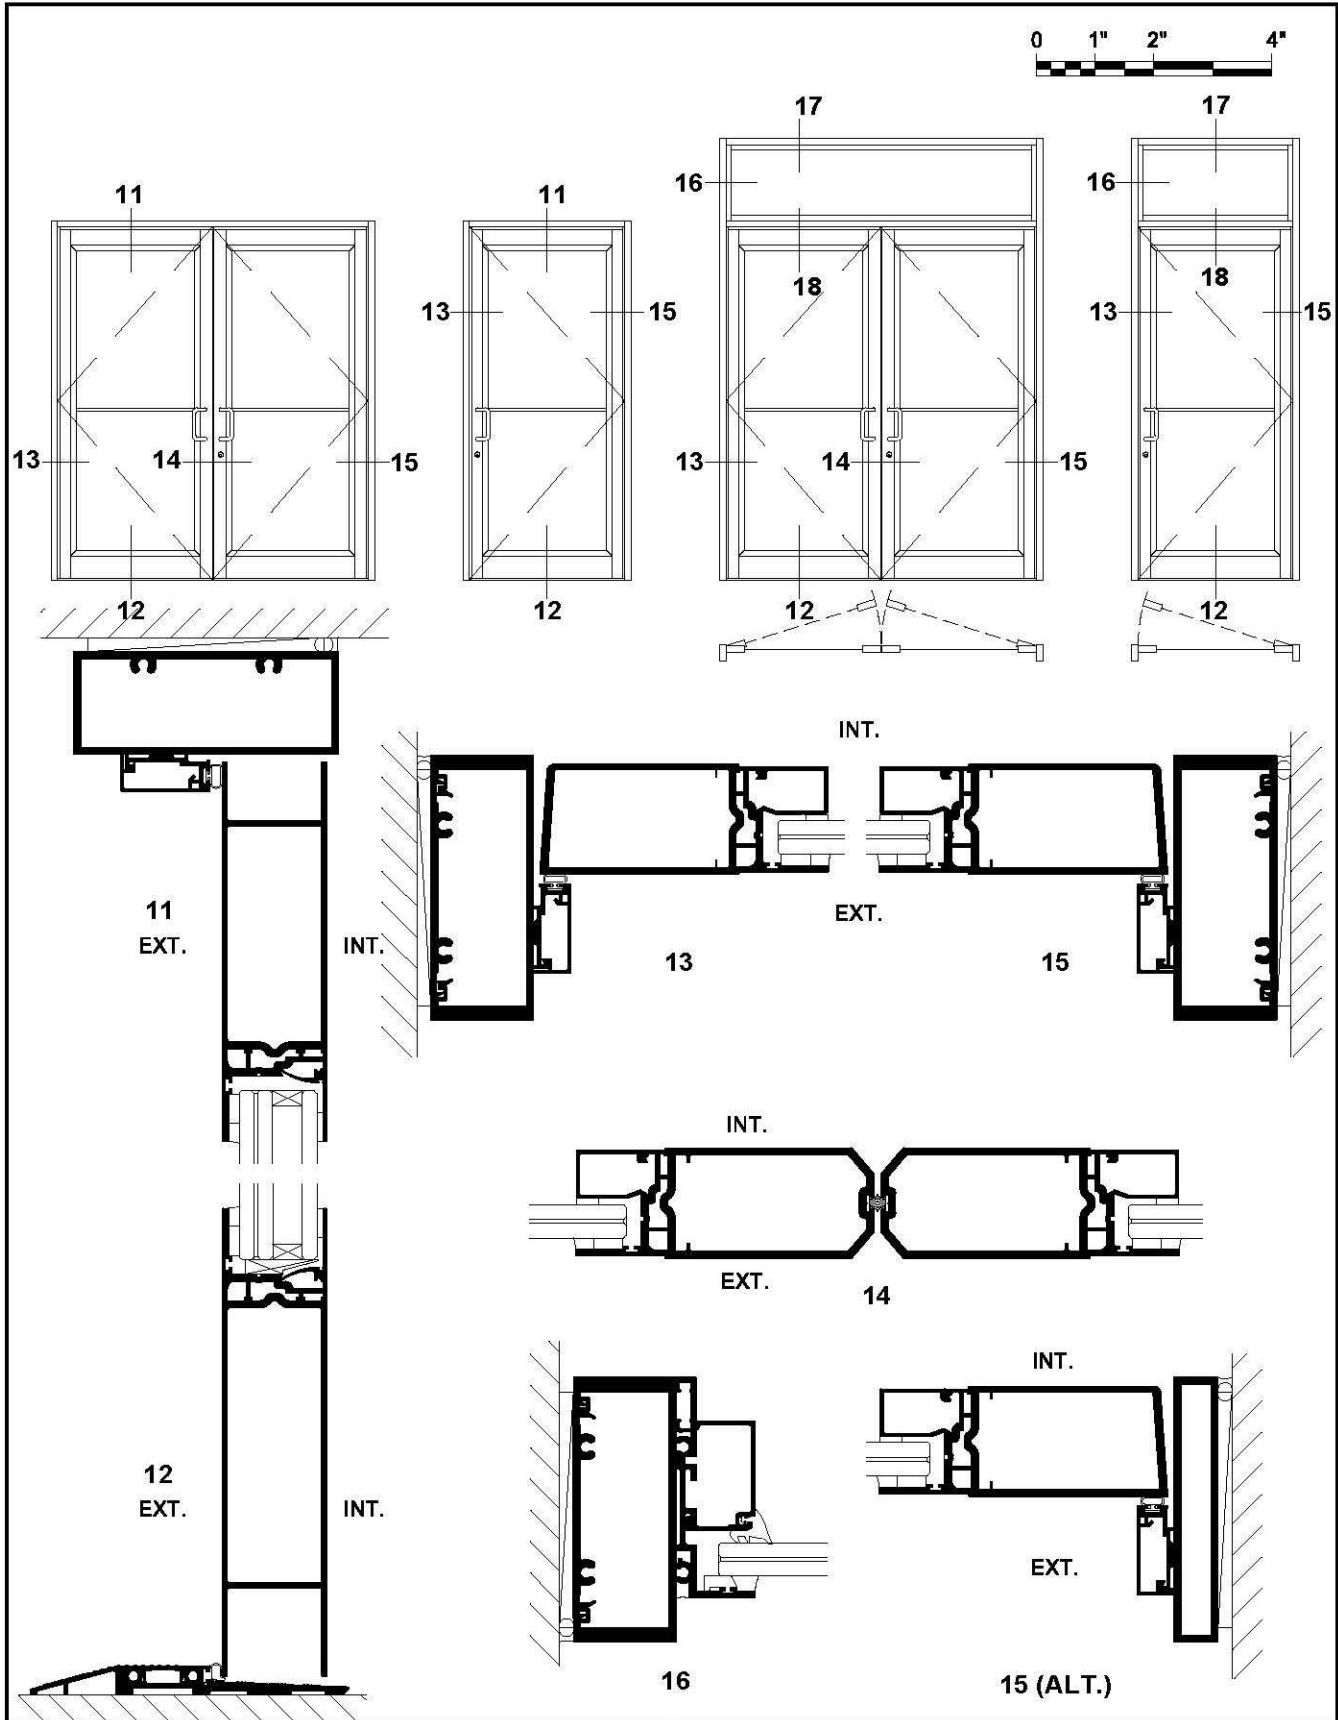 0 1" 2" 4"
17 17
16 16
11 11
18 18
13 15 13 15
13 14 15 13 14 15
12 12 12 12
INT.
11
EXT. INT.
EXT.
13 15
INT.
EXT.
14
INT.
12
EXT. INT.
EXT.
16
15 (ALT.)